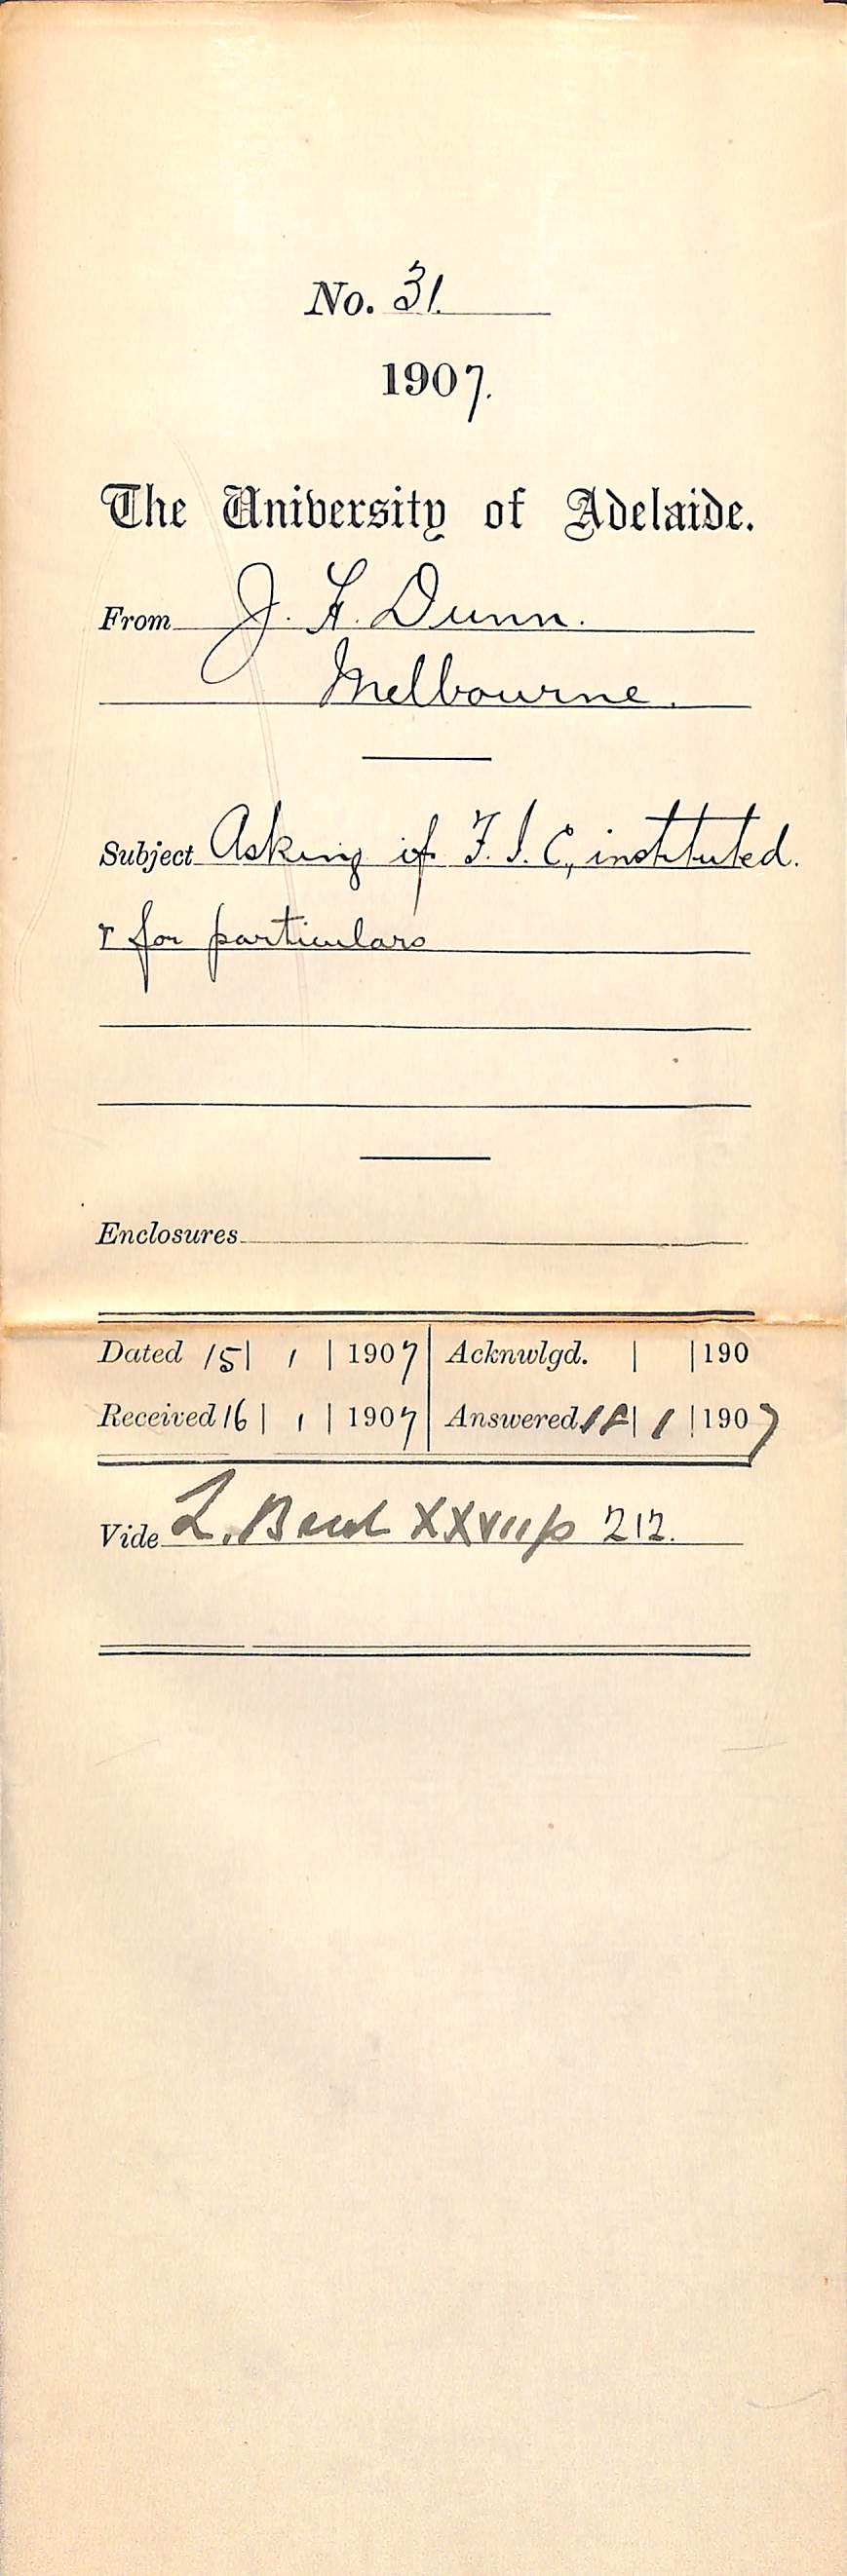 No. 31.
1907.
The University of Adelaide.
From J. F. Dunn.
Melbourne.
Subject Asking if F. I. C, instituted.
& for particulars
Enclosures
Dated 15 | 1 | 1907 Acknwlgd. | | 190
Received 16 | 1 | 1907 Answered 18 | 1 | 1907
Vide L. Book XXVII p 212.